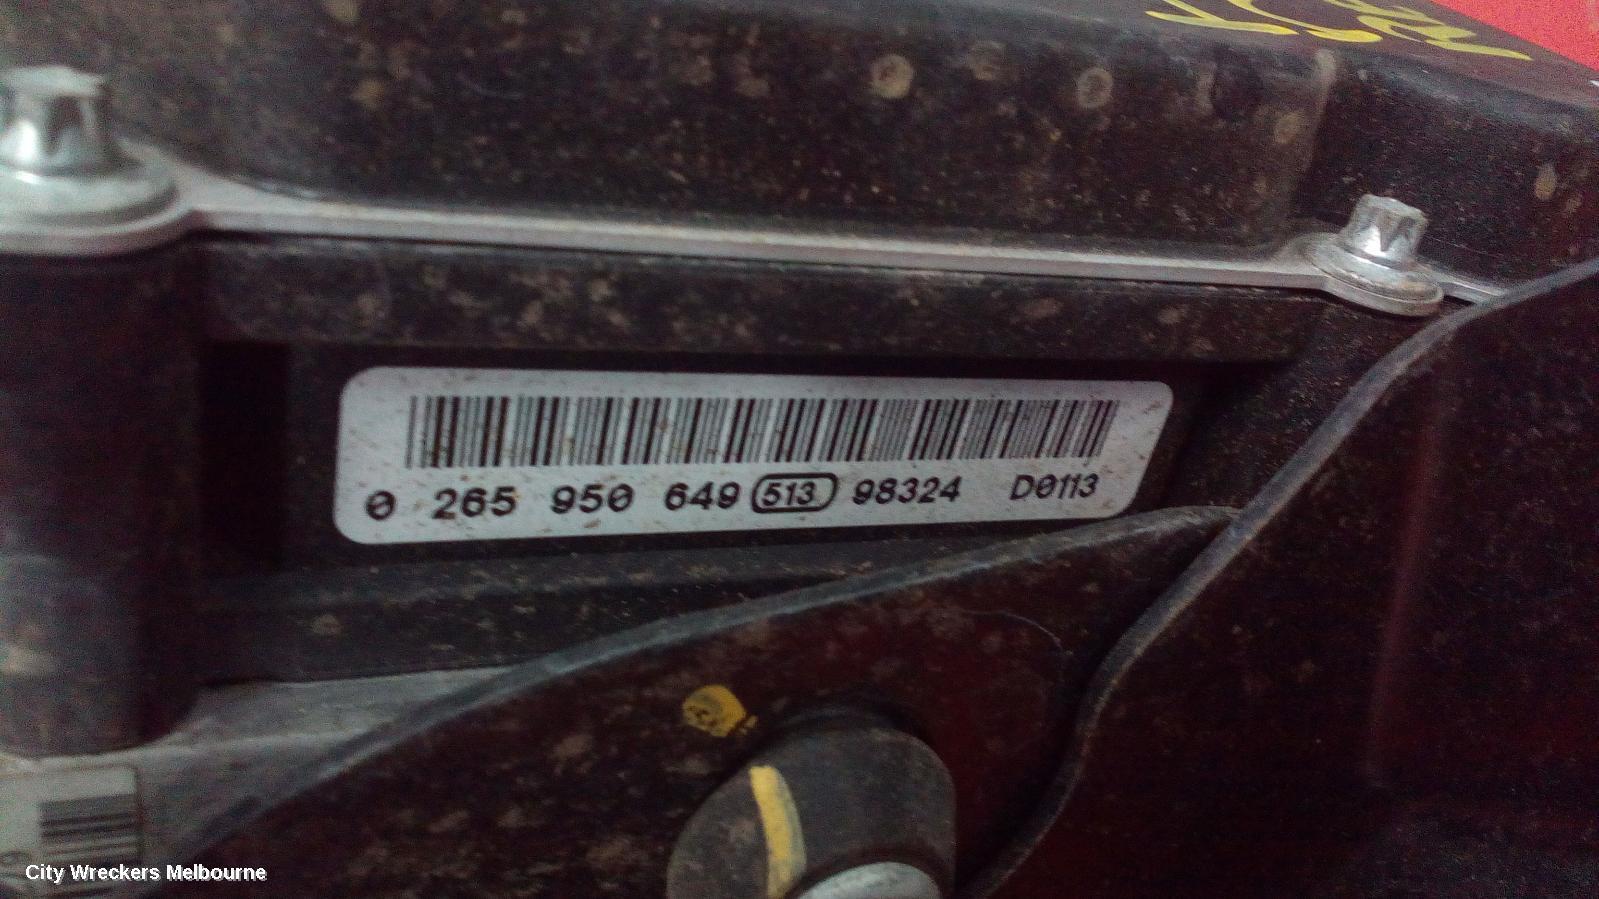 0 265 950 649 513 98324 D0113
City Wreckers Melbourne